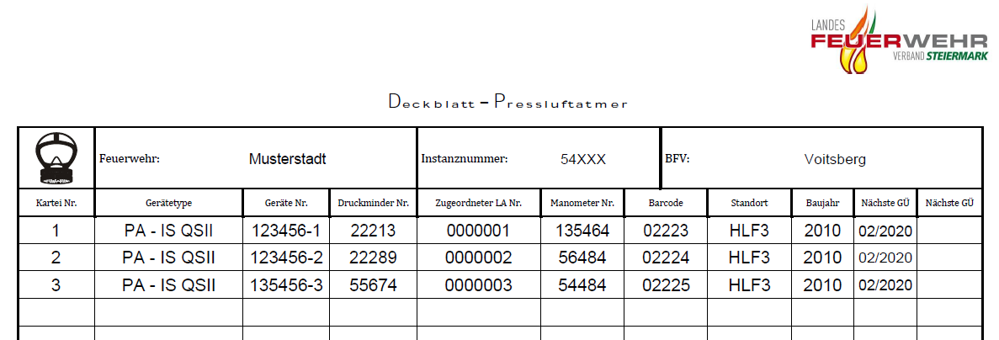 LANDES
FEUERWEHR
VERBAND STEIERMARK
Deckblatt – Pressluftatmer
Feuerwehr: Musterstadt Instanznummer: 54XXX BFV: Voitsberg
Kartei Nr. Gerätetype Geräte Nr. Druckminder Nr. Zugeordneter LA Nr. Manometer Nr. Barcode Standort Baujahr Nächste GÜ Nächste GÜ
1 PA - IS QSII 123456-1 22213 0000001 135464 02223 HLF3 2010 02/2020
2 PA - IS QSII 123456-2 22289 0000002 56484 02224 HLF3 2010 02/2020
3 PA - IS QSII 135456-3 55674 0000003 54484 02225 HLF3 2010 02/2020